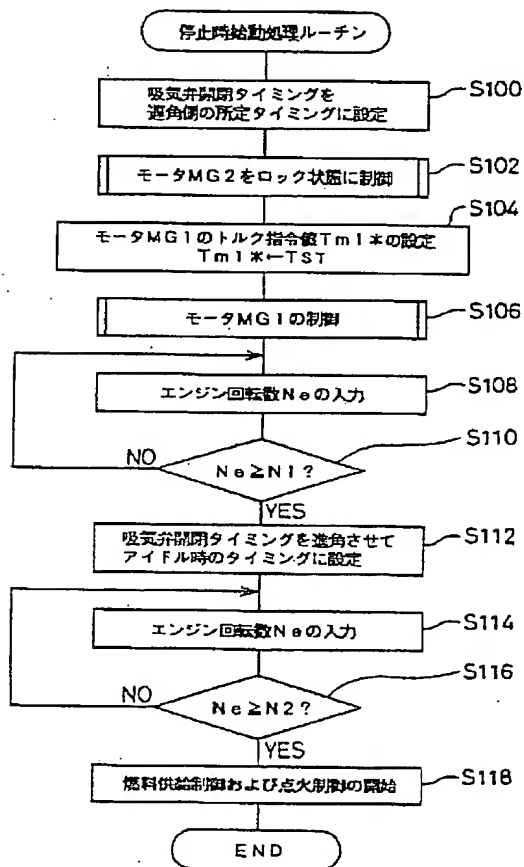 停止時始動処理ルーチン
吸気弁開閉タイミングを
遅角側の所定タイミングに設定
S100
モータMG2をロック状態に制御
S102
S104
モータMG1のトルク指令値Tm1*の設定
Tm1*←TST
モータMG1の制御
S106
エンジン回転数Neの入力
S108
S110
NO
Ne≧N1?
YES
吸気弁開閉タイミングを進角させて
アイドル時のタイミングに設定
S112
エンジン回転数Neの入力
S114
S116
NO
Ne≧N2?
YES
燃料供給制御および点火制御の開始
S118
END